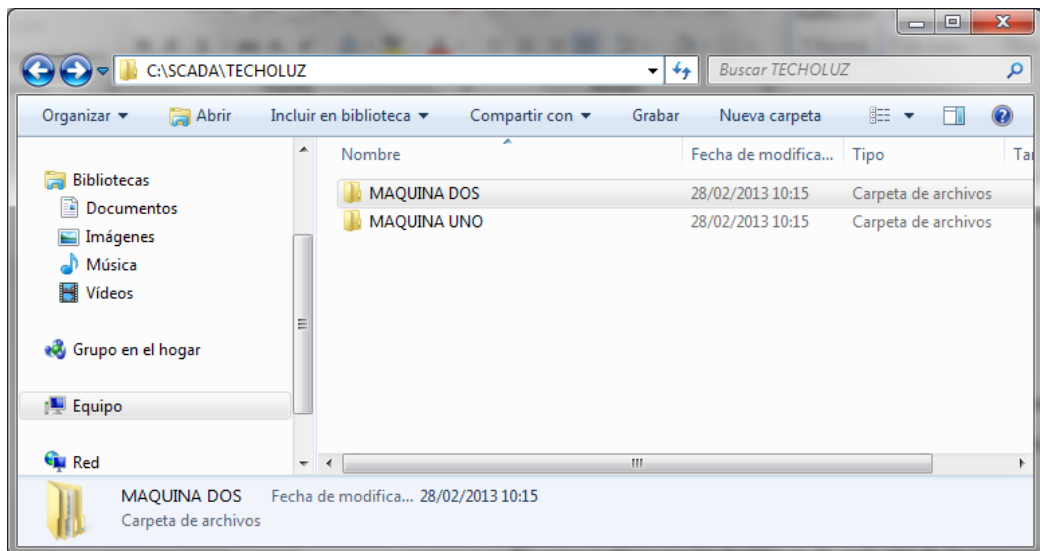 C:\SCADA\TECHOLUZ
Buscar TECHOLUZ
Organizar Abrir Incluir en biblioteca Compartir con Grabar Nueva carpeta
Nombre Fecha de modifica... Tipo Ta
Bibliotecas
Documentos
Imágenes
Música
Vídeos
Grupo en el hogar
Equipo
Red
MAQUINA DOS 28/02/2013 10:15 Carpeta de archivos
MAQUINA UNO 28/02/2013 10:15 Carpeta de archivos
MAQUINA DOS Fecha de modifica... 28/02/2013 10:15
Carpeta de archivos